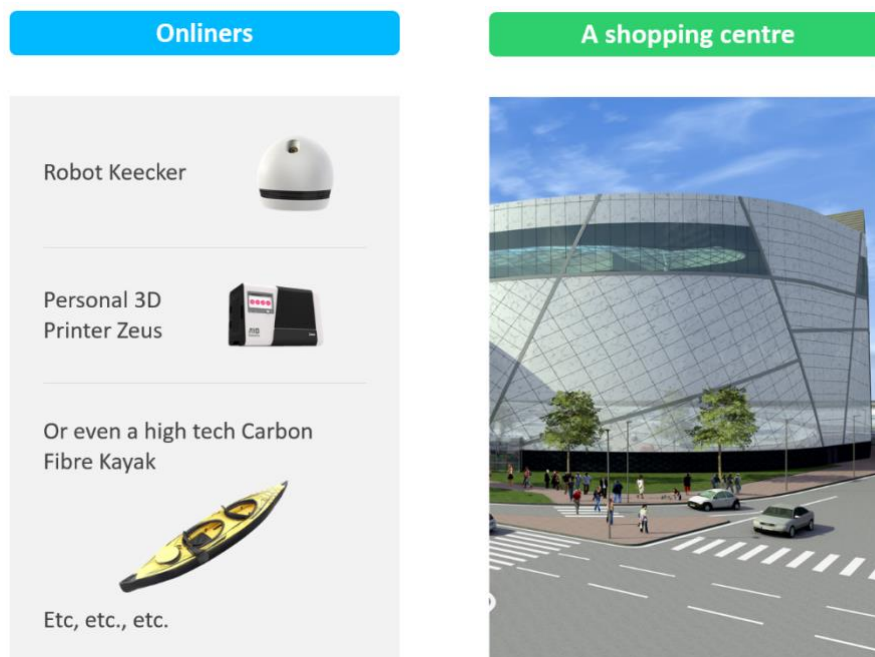 Onliners
A shopping centre
Robot Keecker
Personal 3D
Printer Zeus
Or even a high tech Carbon
Fibre Kayak
Etc, etc., etc.